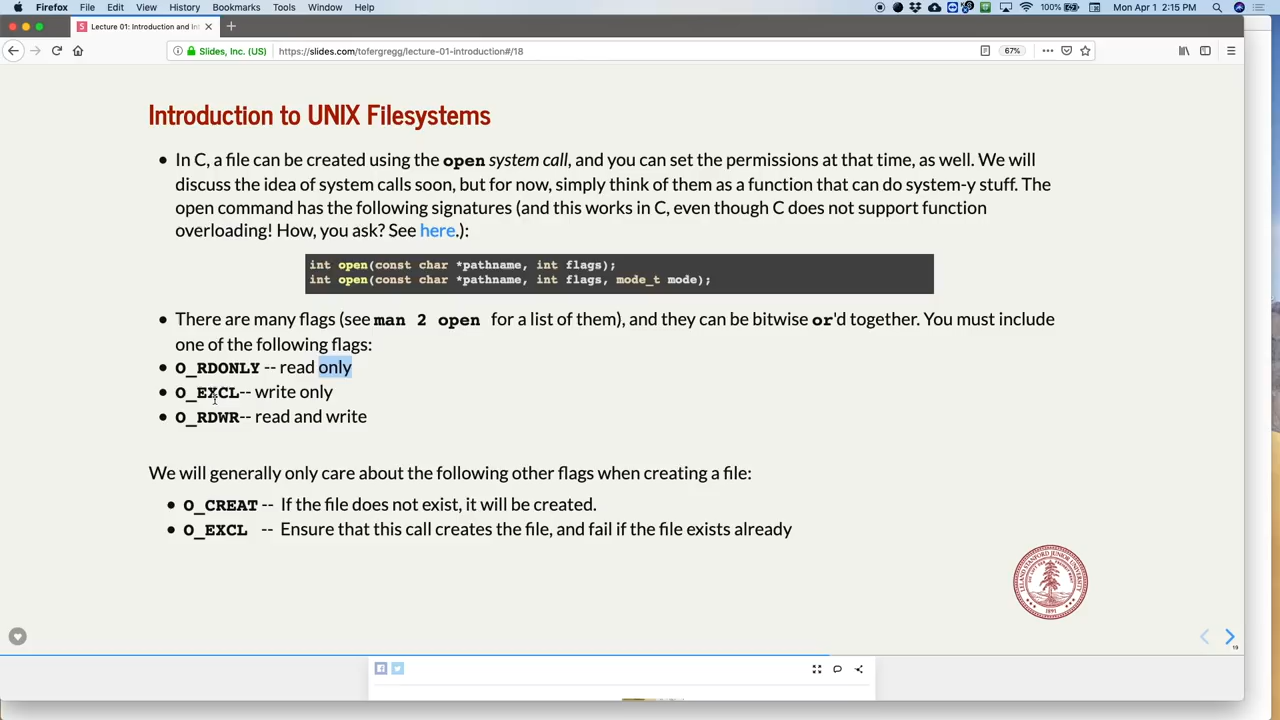 Firefox File Edit View History Bookmarks Tools Window Help 100% Mon Apr 1 2:15 PM
Lecture 01: Introduction and In
Slides, Inc. (US) https://slides.com/tofergregg/lecture-01-introduction#/18 67%
Introduction to UNIX Filesystems
• In C, a file can be created using the open system call, and you can set the permissions at that time, as well. We will
discuss the idea of system calls soon, but for now, simply think of them as a function that can do system-y stuff. The
open command has the following signatures (and this works in C, even though C does not support function
overloading! How, you ask? See here.):
int open(const char *pathname, int flags);
int open(const char *pathname, int flags, mode_t mode);
• There are many flags (see man 2 open for a list of them), and they can be bitwise or'd together. You must include
one of the following flags:
• O_RDONLY -- read only
• O_EXCL-- write only
• O_RDWR-- read and write
We will generally only care about the following other flags when creating a file:
• O_CREAT -- If the file does not exist, it will be created.
• O_EXCL -- Ensure that this call creates the file, and fail if the file exists already